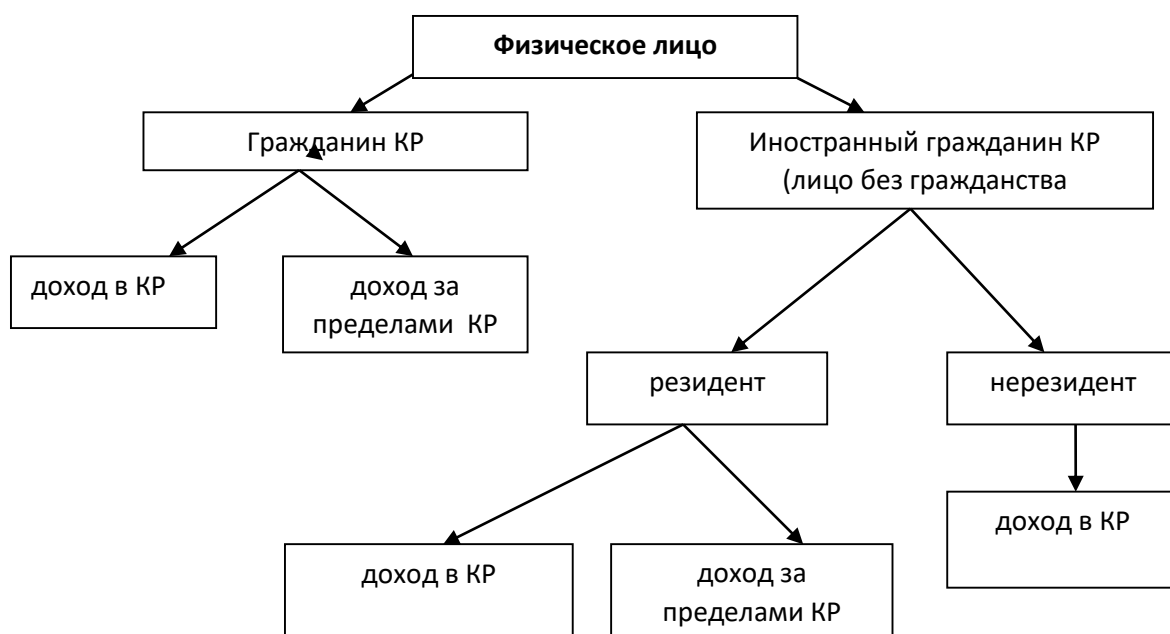 Физическое лицо
Гражданин КР
Иностранный гражданин КР
(лицо без гражданства
доход в КР
доход за
пределами КР
резидент
нерезидент
доход в КР
доход за
пределами КР
доход в КР